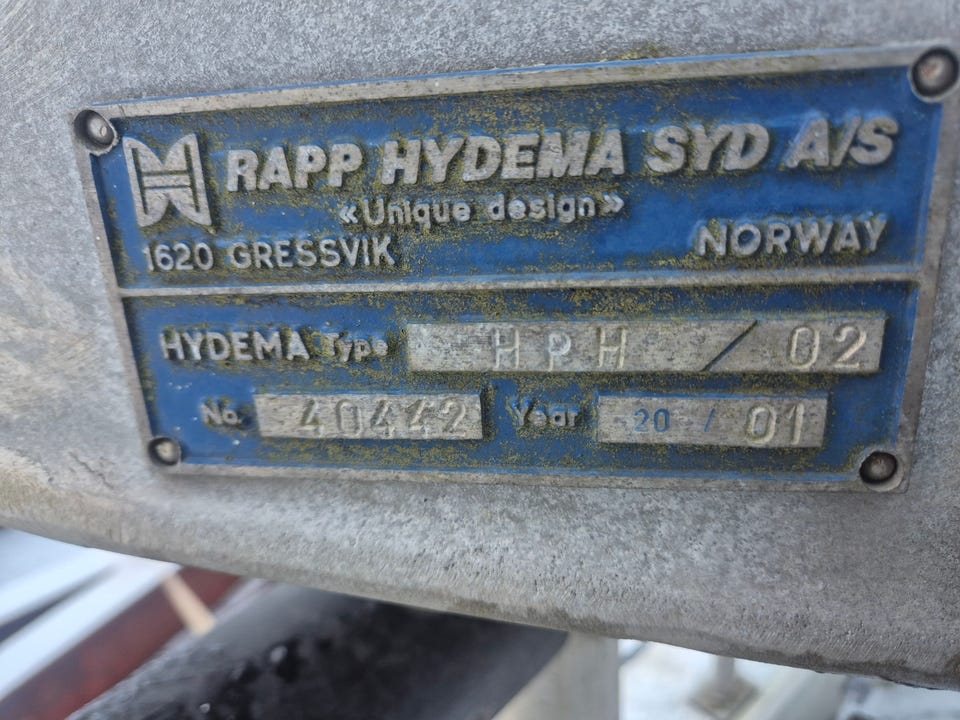 RAPP HYDEMA SYD A/S
«Unique design»
1620 GRESSVIK NORWAY
HYDEMA Type HPH / 02
No. 40442 Year 20 / 01